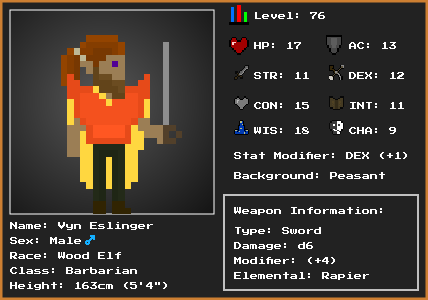 Level: 76
HP: 17
AC: 13
STR: 11
DEX: 12
CON: 15
INT: 11
WIS: 18
CHA: 9
Stat Modifier: DEX (+1)
Background: Peasant
Weapon Information:
Type: Sword
Damage: d6
Modifier: (+4)
Elemental: Rapier
Name: Vyn Eslinger
Sex: Male
Race: Wood Elf
Class: Barbarian
Height: 163cm (5'4")